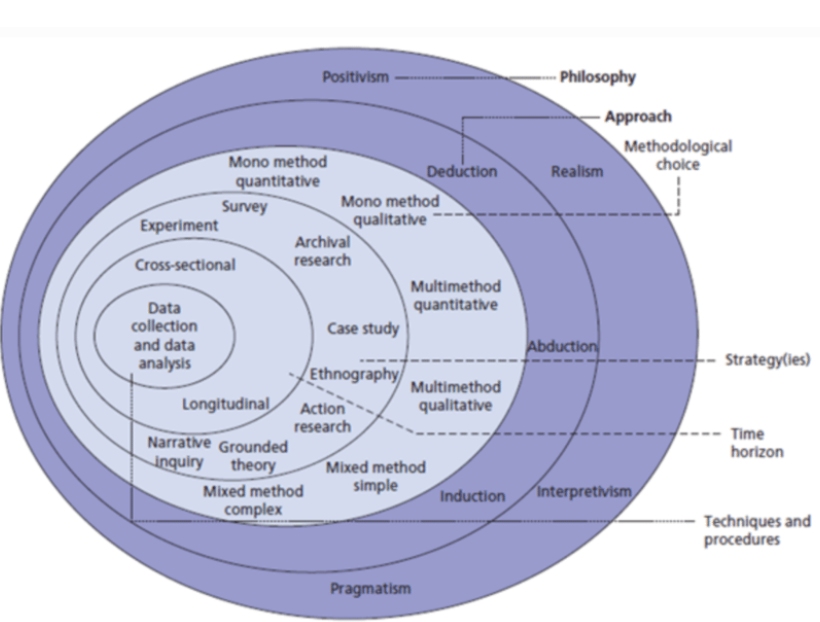 Positivism
Philosophy
Approach
Methodological
choice
Mono method
quantitative
Deduction
Realism
Survey
Mono method
qualitative
Experiment
Archival
research
Cross-sectional
Multimethod
quantitative
Data
collection
and data
analysis
Case study
Abduction
Strategy(ies)
Ethnography
Multimethod
qualitative
Longitudinal
Action
research
Time
horizon
Narrative
inquiry
Grounded
theory
Mixed method
simple
Mixed method
complex
Induction
Interpretivism
Techniques and
procedures
Pragmatism